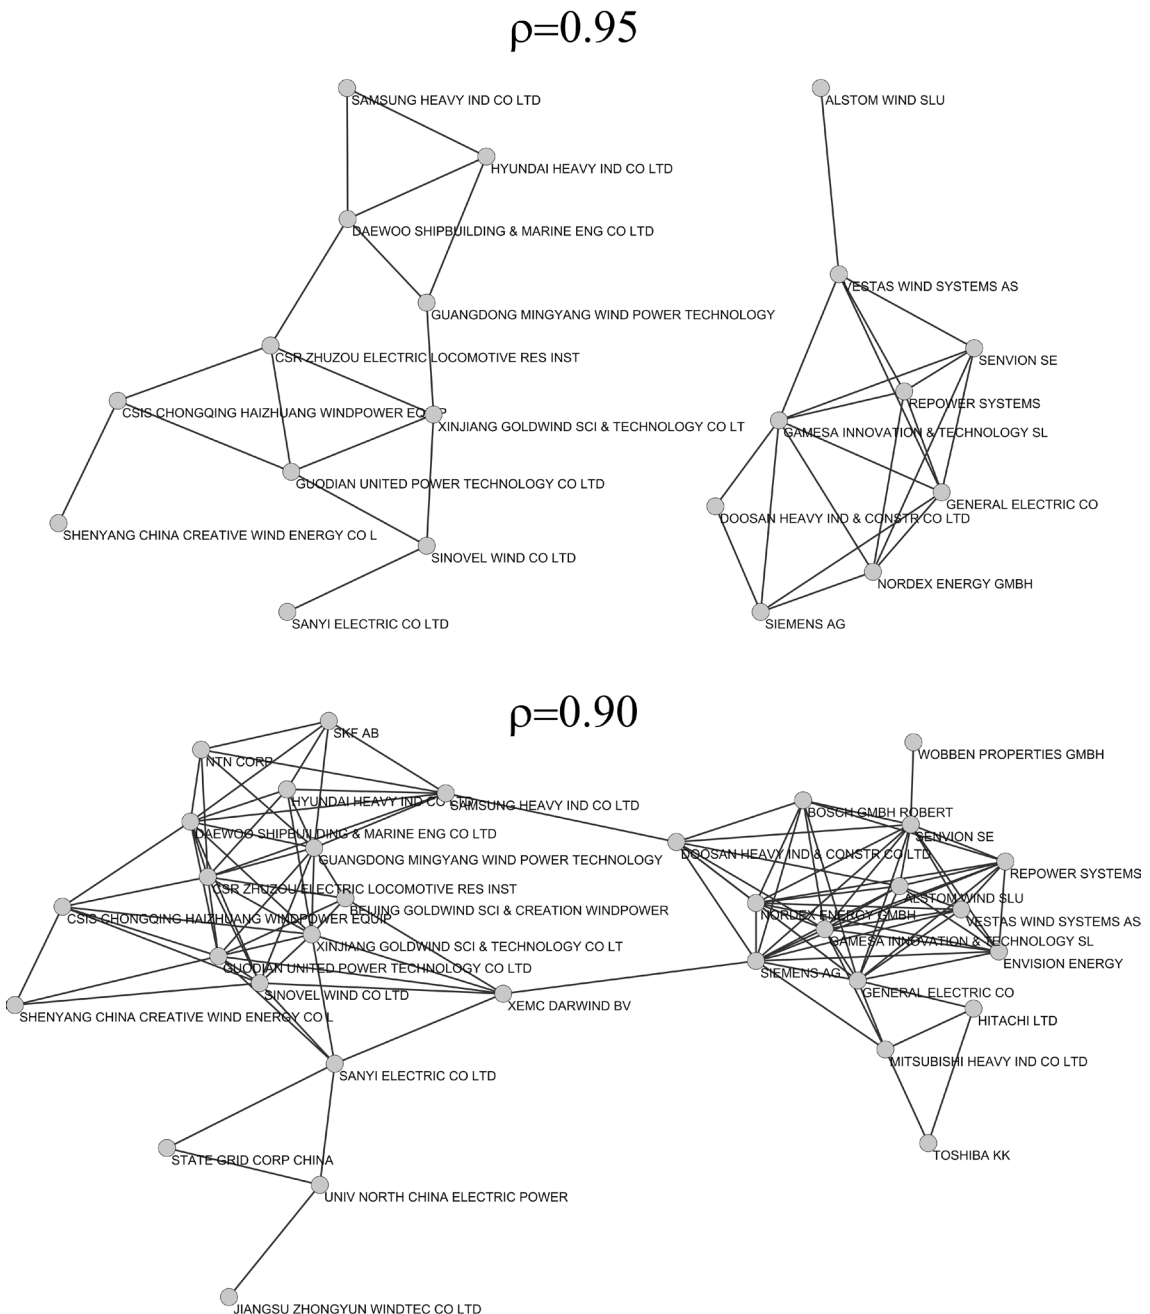 ρ=0.95
SAMSUNG HEAVY IND CO LTD
ALSTOM WIND SLU
HYUNDAI HEAVY IND CO LTD
DAEWOO SHIPBUILDING & MARINE ENG CO LTD
VESTAS WIND SYSTEMS AS
GUANGDONG MINGYANG WIND POWER TECHNOLOGY
CSR ZHUZOU ELECTRIC LOCOMOTIVE RES INST
SENVION SE
REPOWER SYSTEMS
CSIS CHONGQING HAIZHUANG WINDPOWER EQUIP
XINJIANG GOLDWIND SCI & TECHNOLOGY CO LT
GAMESA INNOVATION & TECHNOLOGY SL
GUODIAN UNITED POWER TECHNOLOGY CO LTD
GENERAL ELECTRIC CO
DOOSAN HEAVY IND & CONSTR CO LTD
SHENYANG CHINA CREATIVE WIND ENERGY CO L
SINOVEL WIND CO LTD
NORDEX ENERGY GMBH
SANYI ELECTRIC CO LTD
SIEMENS AG
ρ=0.90
SKF AB
WOBBEN PROPERTIES GMBH
NTN CORP
HYUNDAI HEAVY IND CO LTD
SAMSUNG HEAVY IND CO LTD
BOSCH GMBH ROBERT
DAEWOO SHIPBUILDING & MARINE ENG CO LTD
SENVION SE
DOOSAN HEAVY IND & CONSTR CO LTD
GUANGDONG MINGYANG WIND POWER TECHNOLOGY
REPOWER SYSTEMS
CSR ZHUZOU ELECTRIC LOCOMOTIVE RES INST
ALSTOM WIND SLU
BEIJING GOLDWIND SCI & CREATION WINDPOWER
CSIS CHONGQING HAIZHUANG WINDPOWER EQUIP
NORDEX ENERGY GMBH
VESTAS WIND SYSTEMS AS
XINJIANG GOLDWIND SCI & TECHNOLOGY CO LT
GAMESA INNOVATION & TECHNOLOGY SL
GUODIAN UNITED POWER TECHNOLOGY CO LTD
SIEMENS AG
ENVISION ENERGY
SINOVEL WIND CO LTD
GENERAL ELECTRIC CO
XEMC DARWIND BV
SHENYANG CHINA CREATIVE WIND ENERGY CO L
HITACHI LTD
MITSUBISHI HEAVY IND CO LTD
SANYI ELECTRIC CO LTD
TOSHIBA KK
STATE GRID CORP CHINA
UNIV NORTH CHINA ELECTRIC POWER
JIANGSU ZHONGYUN WINDTEC CO LTD